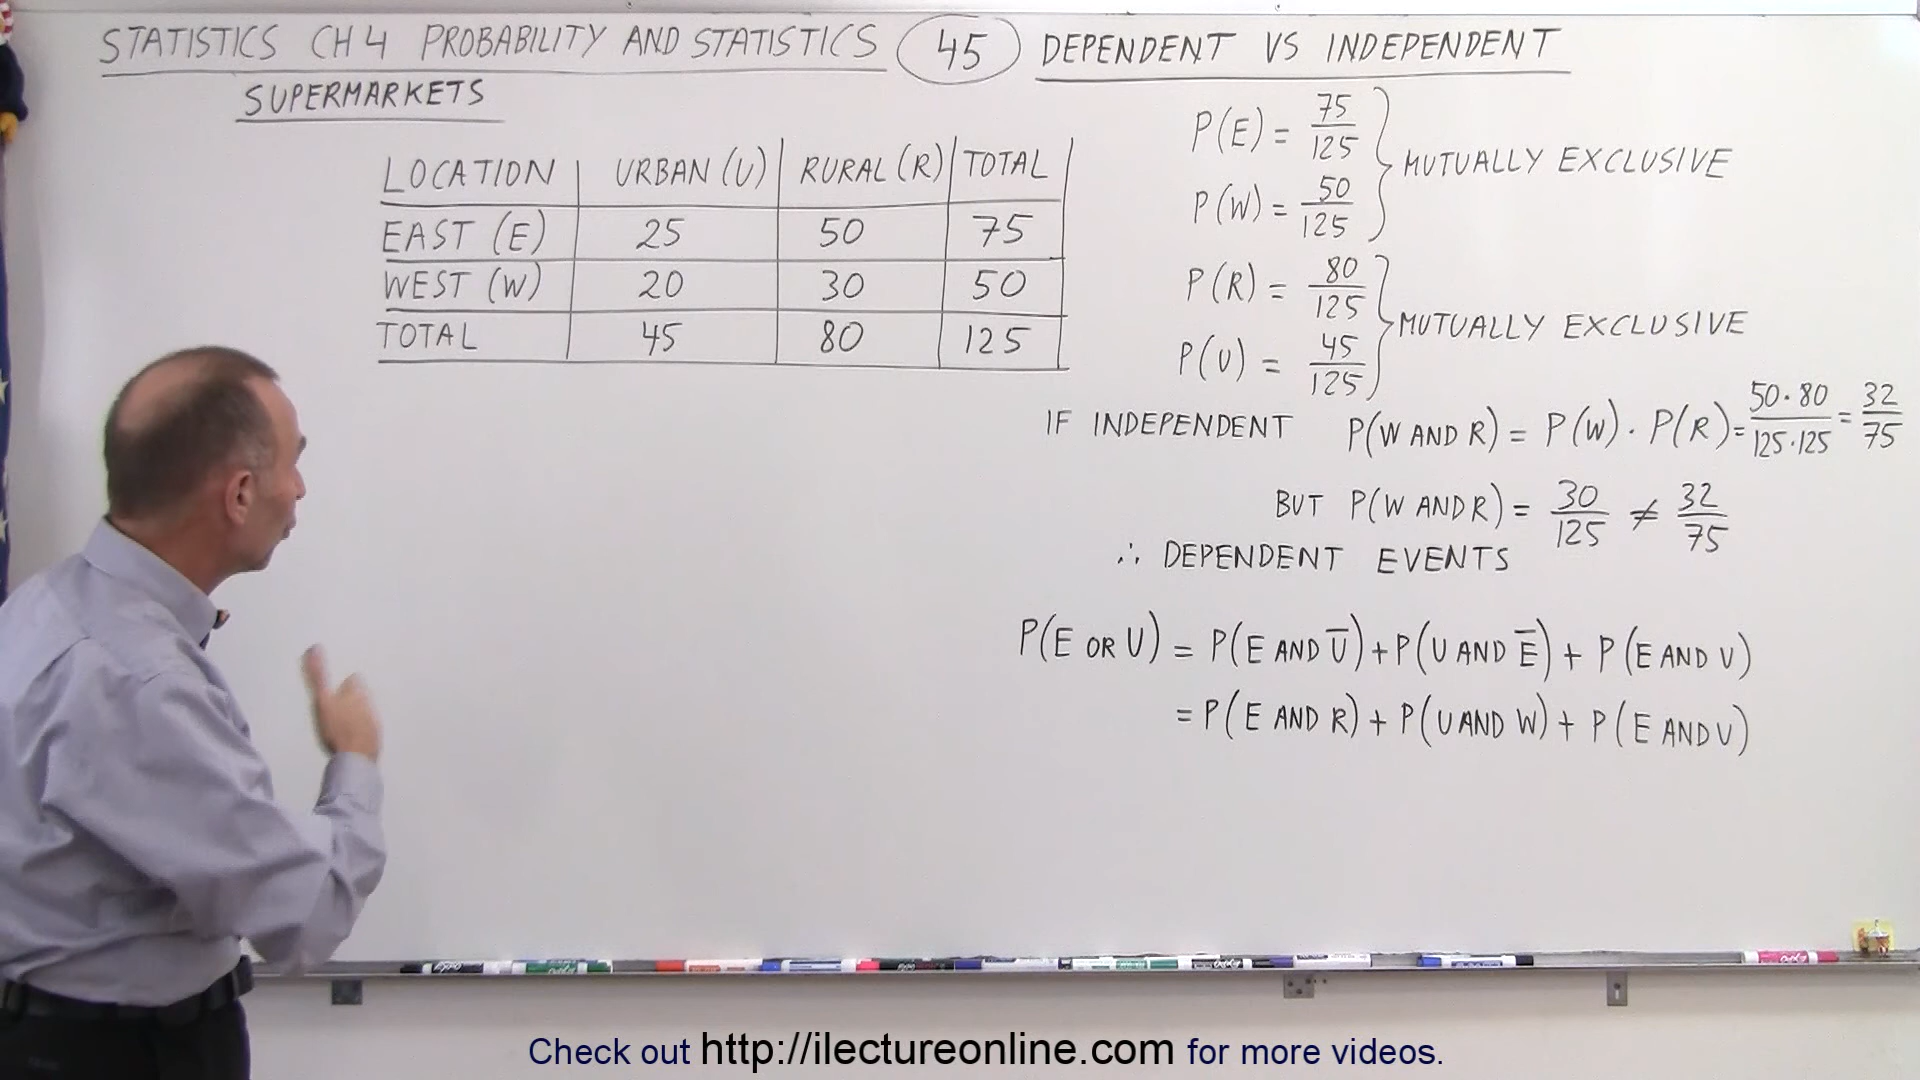 STATISTICS CH 4 PROBABILITY AND STATISTICS 45 DEPENDENT VS INDEPENDENT
SUPERMARKETS
LOCATION URBAN (U) RURAL (R) TOTAL
EAST (E) 25 50 75
WEST (W) 20 30 50
TOTAL 45 80 125
P(E) = 75/125
P(W) = 50/125
} MUTUALLY EXCLUSIVE
P(R) = 80/125
P(U) = 45/125
} MUTUALLY EXCLUSIVE
IF INDEPENDENT P(W AND R) = P(W) · P(R) = 50·80/125·125 = 32/75
BUT P(W AND R) = 30/125 ≠ 32/75
∴ DEPENDENT EVENTS
P(E OR U) = P(E AND U̅) + P(U AND E̅) + P(E AND U)
= P(E AND R) + P(U AND W) + P(E AND U)
Check out http://ilectureonline.com for more videos.